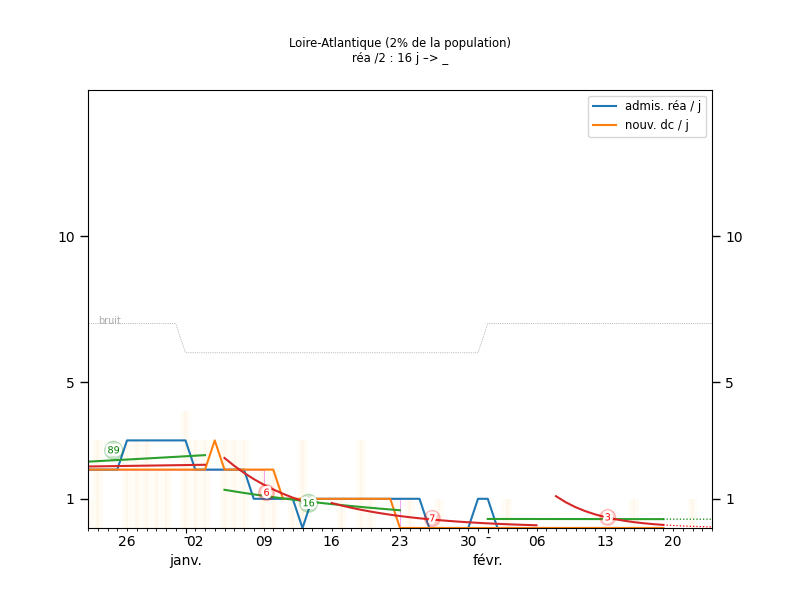 Loire-Atlantique (2% de la population)
réa /2 : 16 j –> _
admis. réa / j
nouv. dc / j
10
10
bruit
5
5
89
6
16
7
3
1
1
26
02
09
16
23
30
06
13
20
janv.
févr.